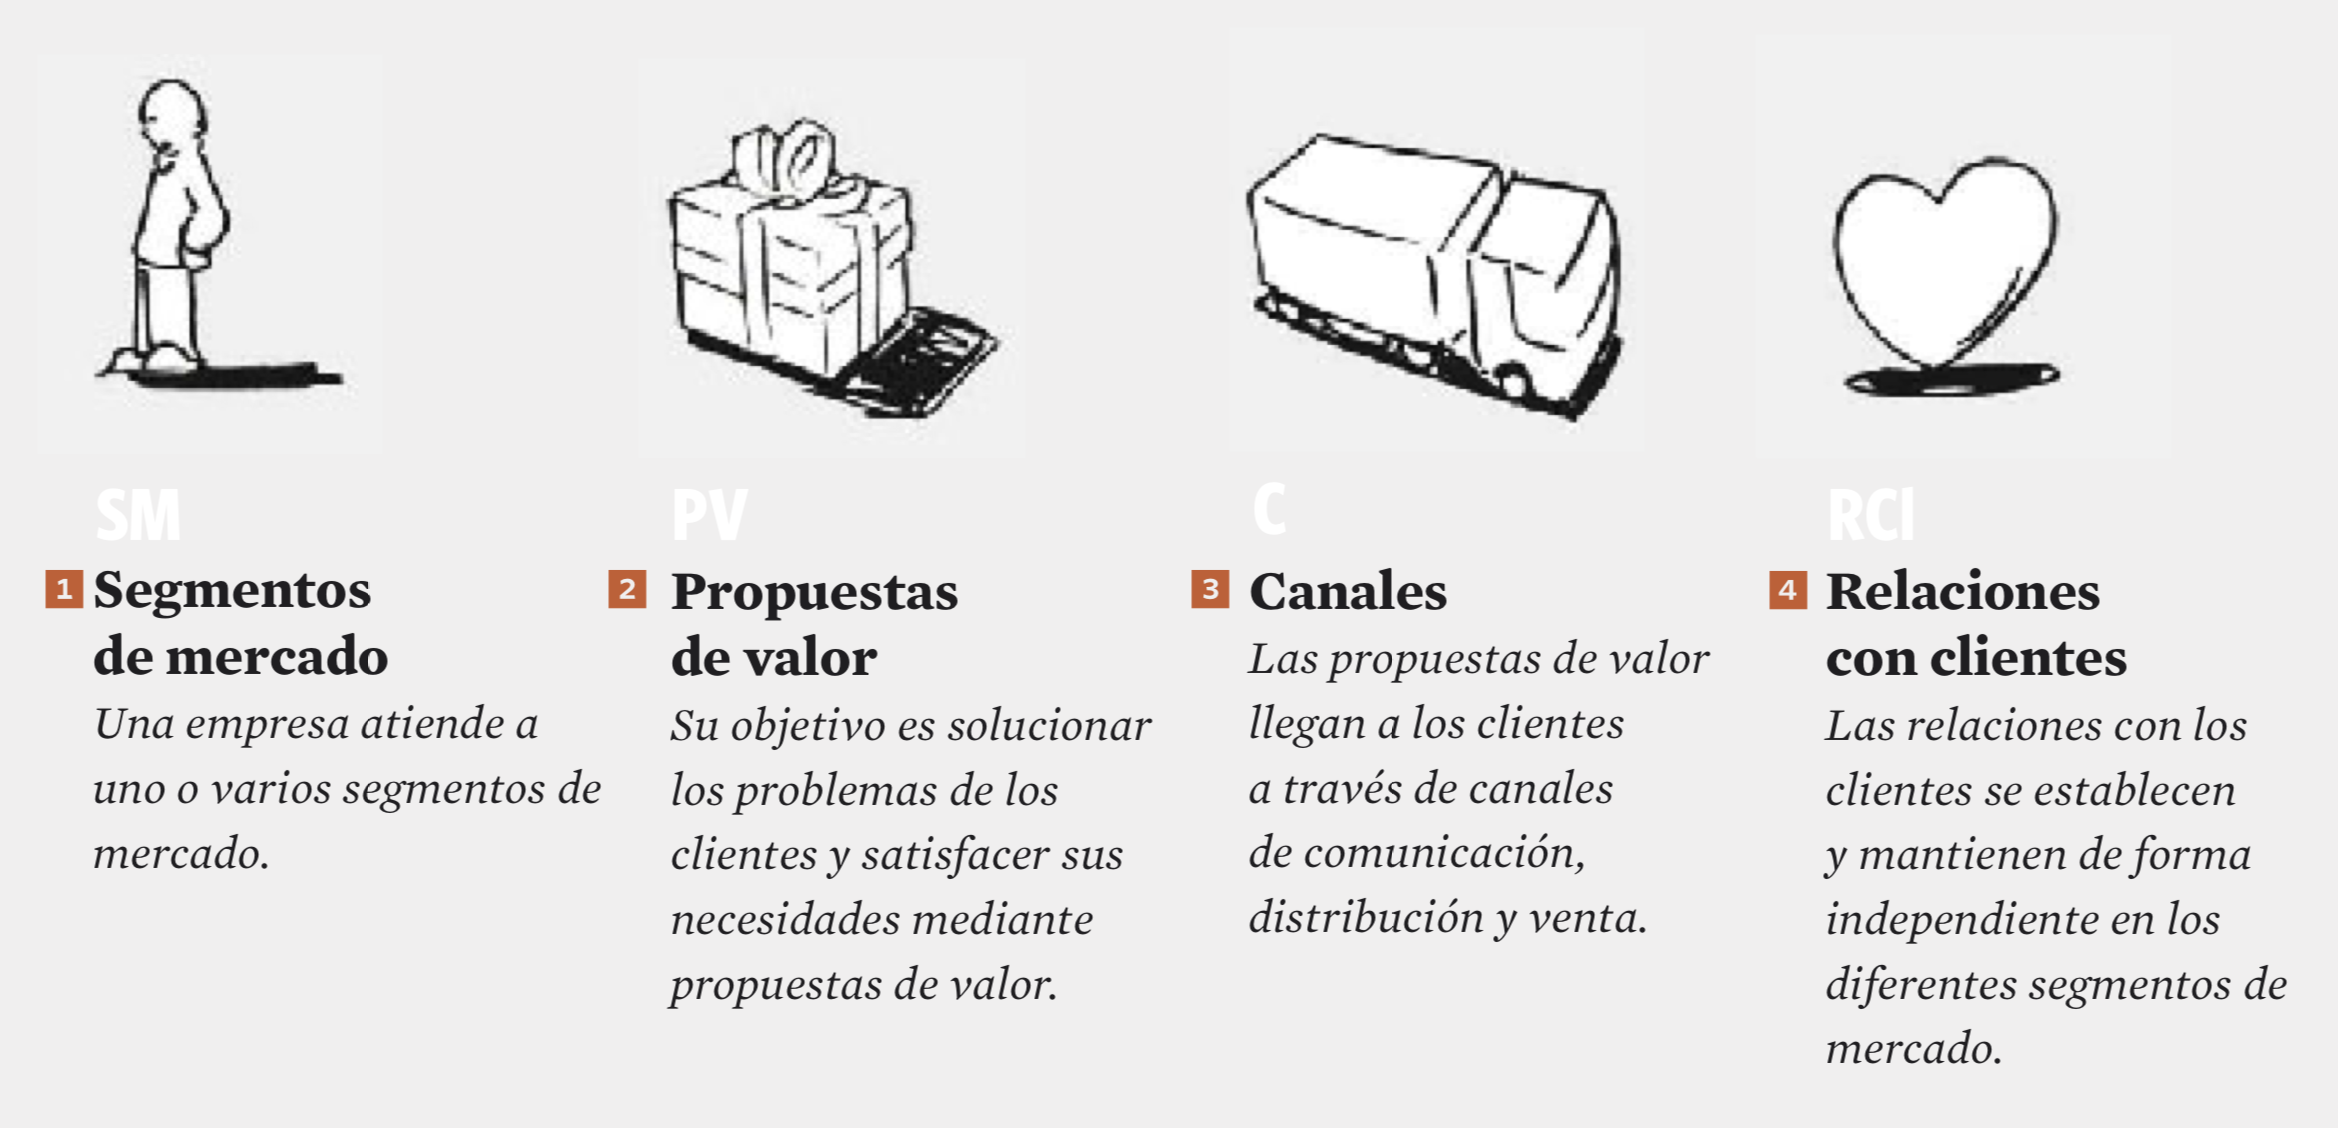 SM
1 Segmentos
de mercado
Una empresa atiende a
uno o varios segmentos de
mercado.
PV
2 Propuestas
de valor
Su objetivo es solucionar
los problemas de los
clientes y satisfacer sus
necesidades mediante
propuestas de valor.
C
3 Canales
Las propuestas de valor
llegan a los clientes
a través de canales
de comunicación,
distribución y venta.
RCl
4 Relaciones
con clientes
Las relaciones con los
clientes se establecen
y mantienen de forma
independiente en los
diferentes segmentos de
mercado.